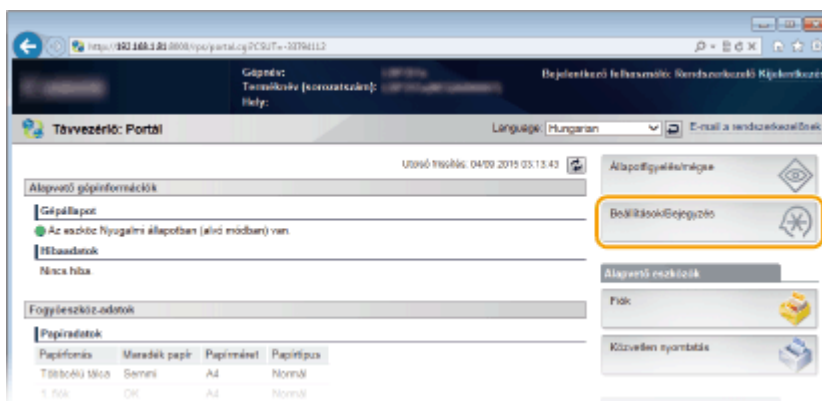 Gépnév:
Terméknév (sorozatszám):
Hely:
Bejelentkező felhasználó: Rendszerkezelő Kijelentkezés
Távvezérlő: Portál
Language: Hungarian
E-mail a rendszerkezelőnek
Utolsó frissítés: 04/09 2015 03:13:43
Alapvető gépinformációk
Gépállapot
Az eszköz Nyugalmi állapotban (alvó módban) van.
Hibaadatok
Nincs hiba.
Fogyóeszköz-adatok
Papíradatok
Papírforrás Maradék papír Papírméret Papírtípus
Többcélú tálca Semmi A4 Normál
1. fiók OK A4 Normál
Állapotfigyelés/mégse
Beállítások/Bejegyzés
Alapvető eszközök
Fiók
Közvetlen nyomtatás